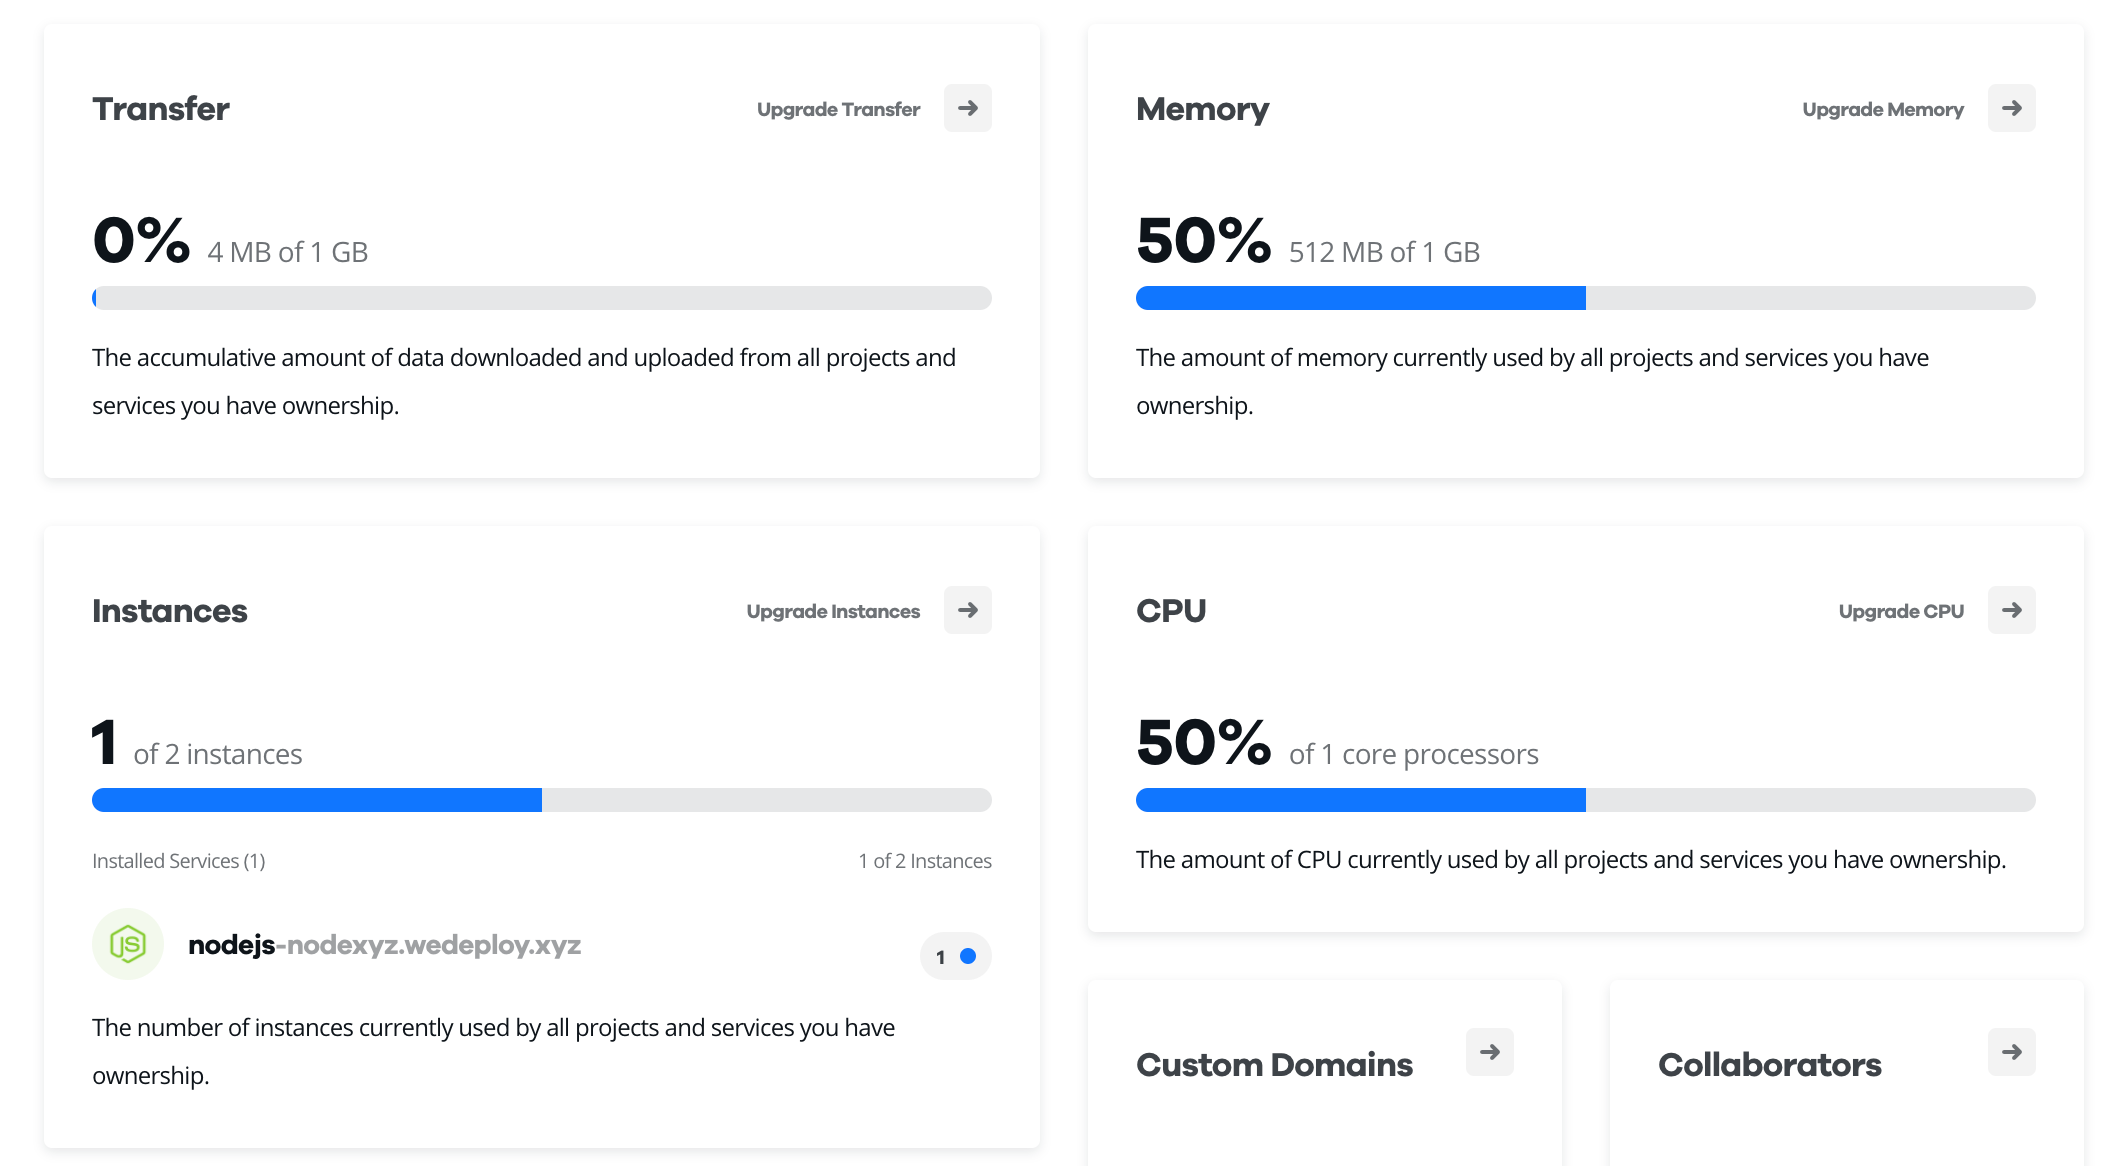 Transfer
Upgrade Transfer
0% 4 MB of 1 GB
The accumulative amount of data downloaded and uploaded from all projects and
services you have ownership.
Memory
Upgrade Memory
50% 512 MB of 1 GB
The amount of memory currently used by all projects and services you have
ownership.
Instances
Upgrade Instances
1 of 2 instances
Installed Services (1)
1 of 2 Instances
JS
nodejs-nodexyz.wedeploy.xyz
1
The number of instances currently used by all projects and services you have
ownership.
CPU
Upgrade CPU
50% of 1 core processors
The amount of CPU currently used by all projects and services you have ownership.
Custom Domains
Collaborators